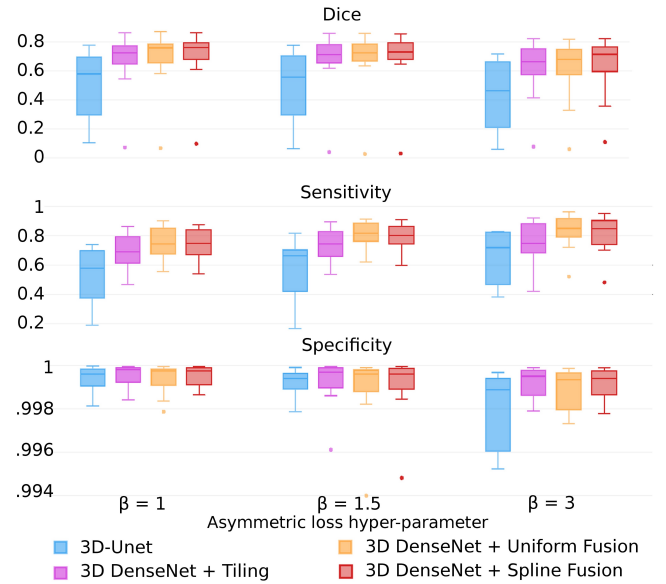 Dice
0.8
0.6
0.4
0.2
0
Sensitivity
1
0.8
0.6
0.4
0.2
Specificity
1
.998
.996
.994
β = 1 β = 1.5 β = 3
Asymmetric loss hyper-parameter
3D-Unet 3D DenseNet + Uniform Fusion
3D DenseNet + Tiling 3D DenseNet + Spline Fusion